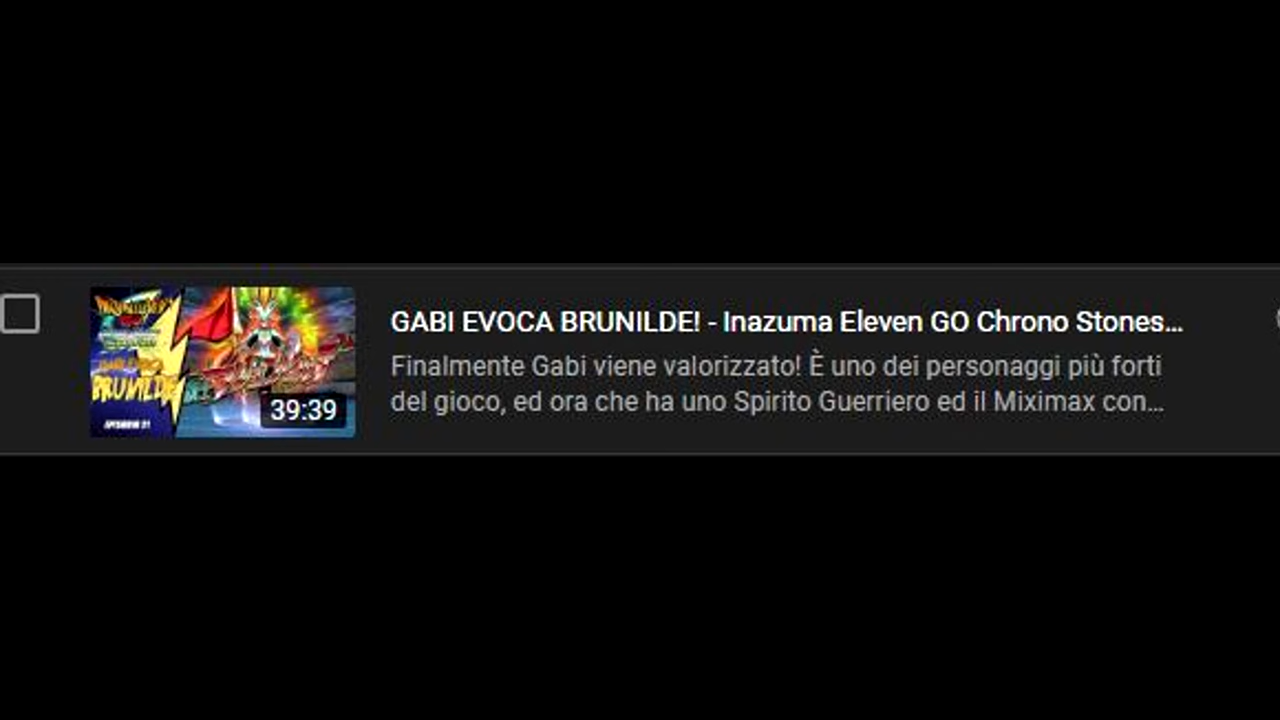 GABI EVOCA BRUNILDE! - Inazuma Eleven GO Chrono Stones...
Finalmente Gabi viene valorizzato! È uno dei personaggi più forti
del gioco, ed ora che ha uno Spirito Guerriero ed il Miximax con...
BRUNILDE
39:39